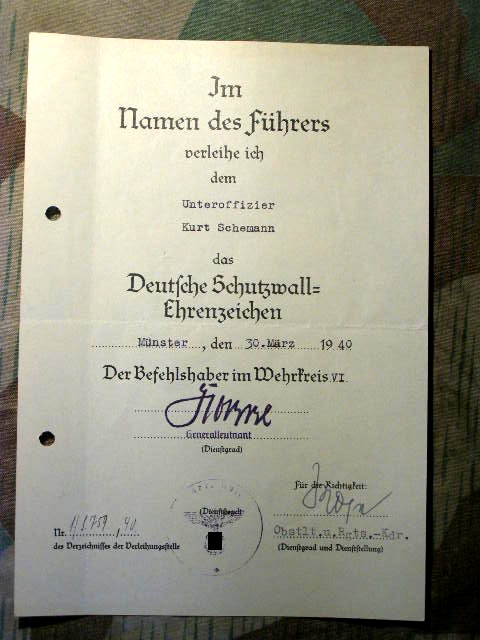 Im
Namen des Führers
verleihe ich
dem
Unteroffizier
Kurt Schemann
das
Deutsche Schutzwall=
Ehrenzeichen
Münster, den 30.März 1940
Der Befehlshaber im Wehrkreis VI.
Generalleutnant
(Dienstgrad)
Für die Richtigkeit:
(Dienstsiegel)
Obstlt.u.Rgts.-Kdr.
Nr.
des Verzeichnisses der Verleihungsstelle
(Dienstgrad und Dienststellung)